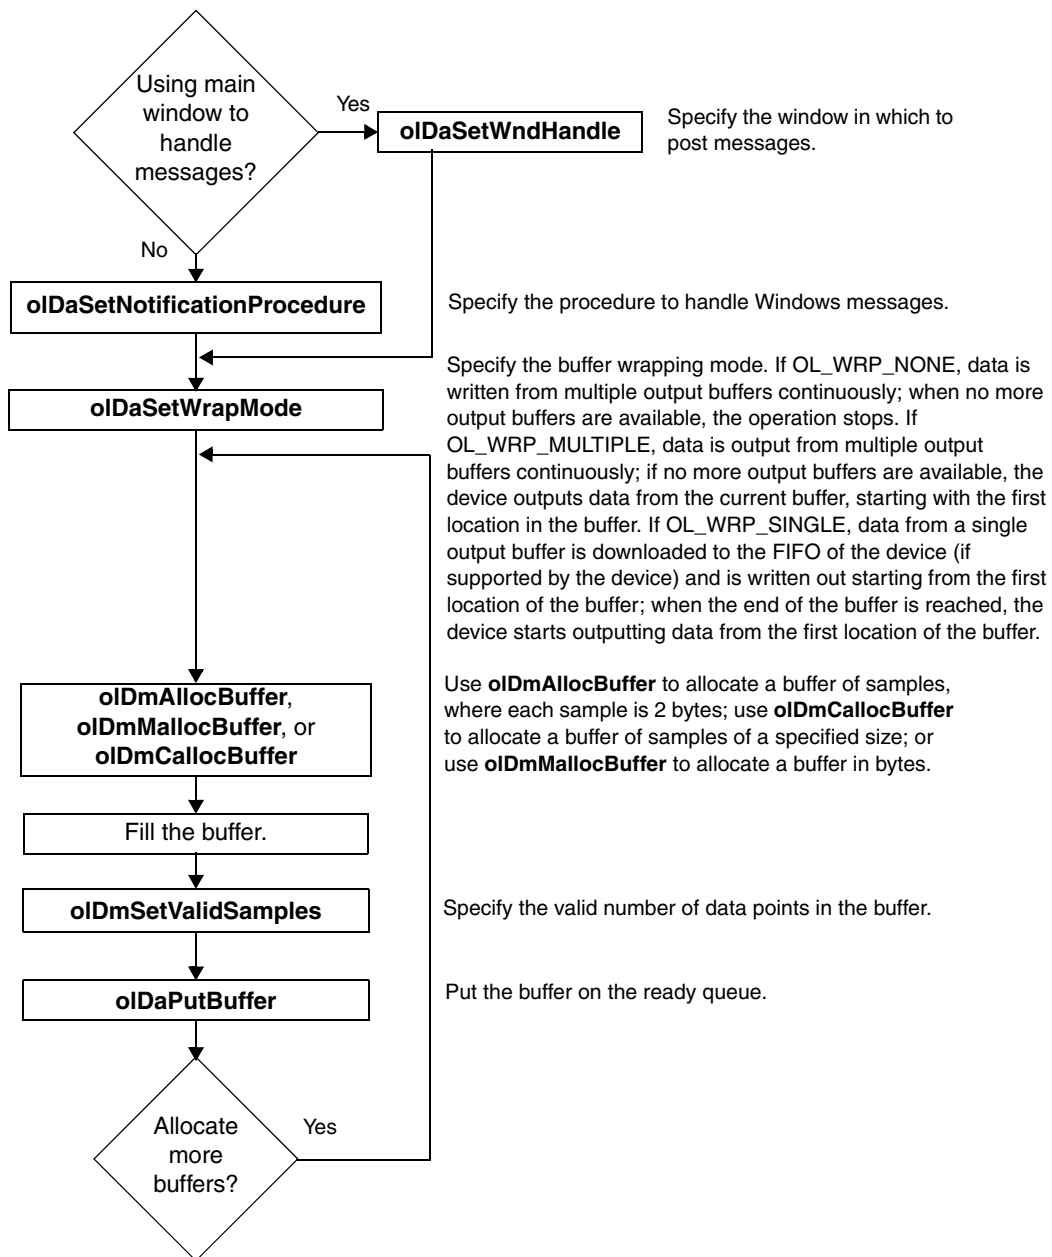 Using main
window to
handle
messages?
Yes
olDaSetWndHandle
Specify the window in which to
post messages.
No
olDaSetNotificationProcedure
Specify the procedure to handle Windows messages.
olDaSetWrapMode
Specify the buffer wrapping mode. If OL_WRP_NONE, data is
written from multiple output buffers continuously; when no more
output buffers are available, the operation stops. If
OL_WRP_MULTIPLE, data is output from multiple output
buffers continuously; if no more output buffers are available, the
device outputs data from the current buffer, starting with the first
location in the buffer. If OL_WRP_SINGLE, data from a single
output buffer is downloaded to the FIFO of the device (if
supported by the device) and is written out starting from the first
location of the buffer; when the end of the buffer is reached, the
device starts outputting data from the first location of the buffer.
olDmAllocBuffer,
olDmMallocBuffer, or
olDmCallocBuffer
Use olDmAllocBuffer to allocate a buffer of samples,
where each sample is 2 bytes; use olDmCallocBuffer
to allocate a buffer of samples of a specified size; or
use olDmMallocBuffer to allocate a buffer in bytes.
Fill the buffer.
olDmSetValidSamples
Specify the valid number of data points in the buffer.
olDaPutBuffer
Put the buffer on the ready queue.
Allocate
more
buffers?
Yes